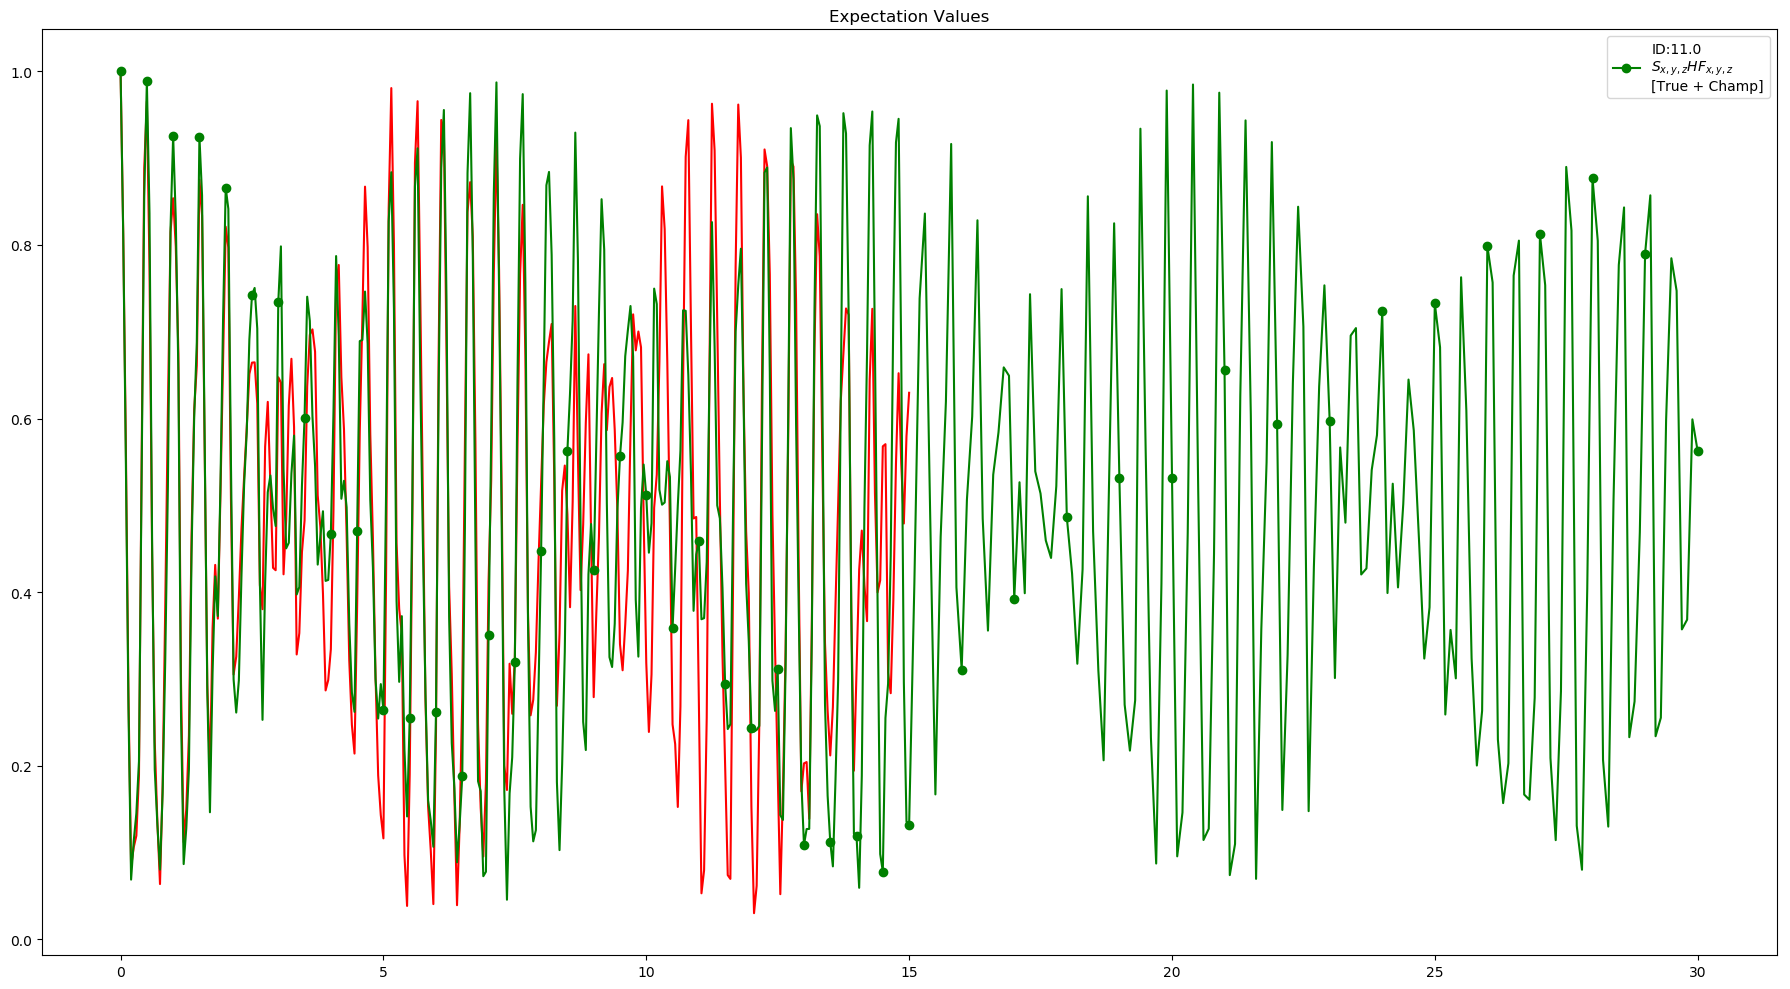 Expectation Values
ID:11.0
S_{x,y,z}HF_{x,y,z}
[True + Champ]
1.0
0.8
0.6
0.4
0.2
0.0
0 5 10 15 20 25 30